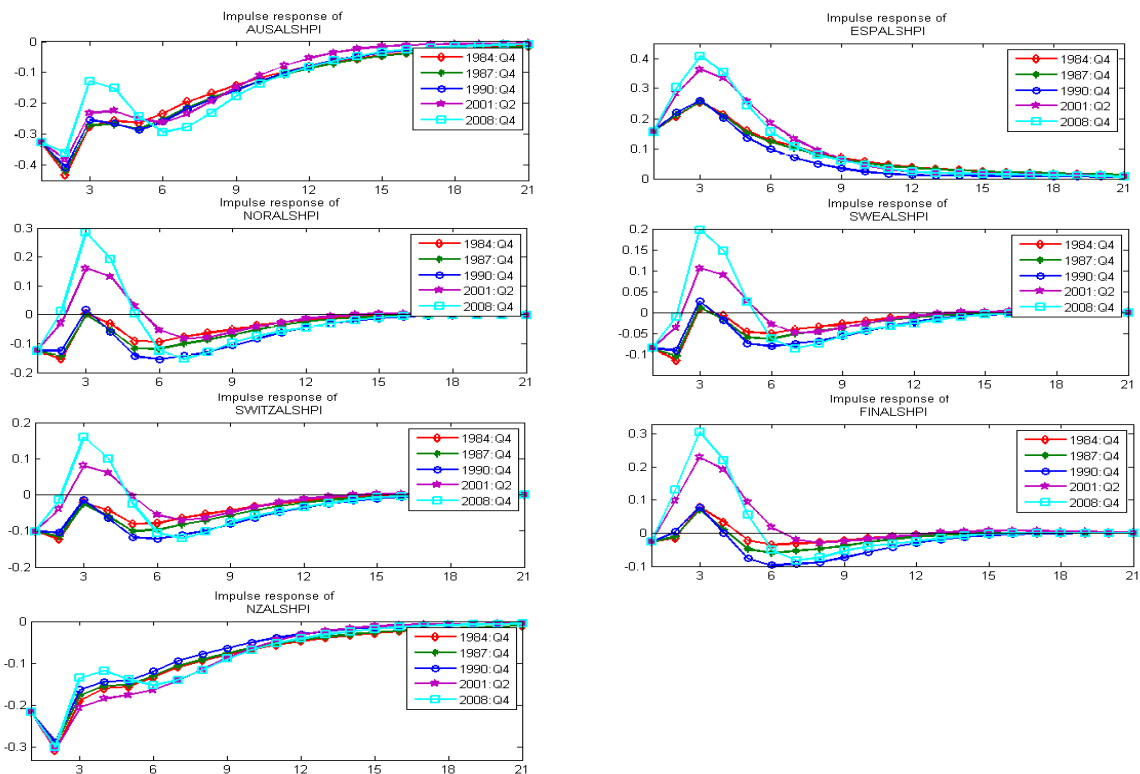 Impulse response of
AUSALSHPI
0
-0.1
-0.2
-0.3
-0.4
3 6 9 12 15 18 21
1984:Q4
1987:Q4
1990:Q4
2001:Q2
2008:Q4
Impulse response of
ESPALSHPI
0.4
0.3
0.2
0.1
0
3 6 9 12 15 18 21
1984:Q4
1987:Q4
1990:Q4
2001:Q2
2008:Q4
Impulse response of
NORALSHPI
0.3
0.2
0.1
0
-0.1
-0.2
3 6 9 12 15 18 21
1984:Q4
1987:Q4
1990:Q4
2001:Q2
2008:Q4
Impulse response of
SWEALSHPI
0.2
0.15
0.1
0.05
0
-0.05
-0.1
3 6 9 12 15 18 21
1984:Q4
1987:Q4
1990:Q4
2001:Q2
2008:Q4
Impulse response of
SWITZALSHPI
0.2
0.1
0
-0.1
-0.2
3 6 9 12 15 18 21
1984:Q4
1987:Q4
1990:Q4
2001:Q2
2008:Q4
Impulse response of
FINALSHPI
0.3
0.2
0.1
0
-0.1
3 6 9 12 15 18 21
1984:Q4
1987:Q4
1990:Q4
2001:Q2
2008:Q4
Impulse response of
NZALSHPI
0
-0.1
-0.2
-0.3
3 6 9 12 15 18 21
1984:Q4
1987:Q4
1990:Q4
2001:Q2
2008:Q4